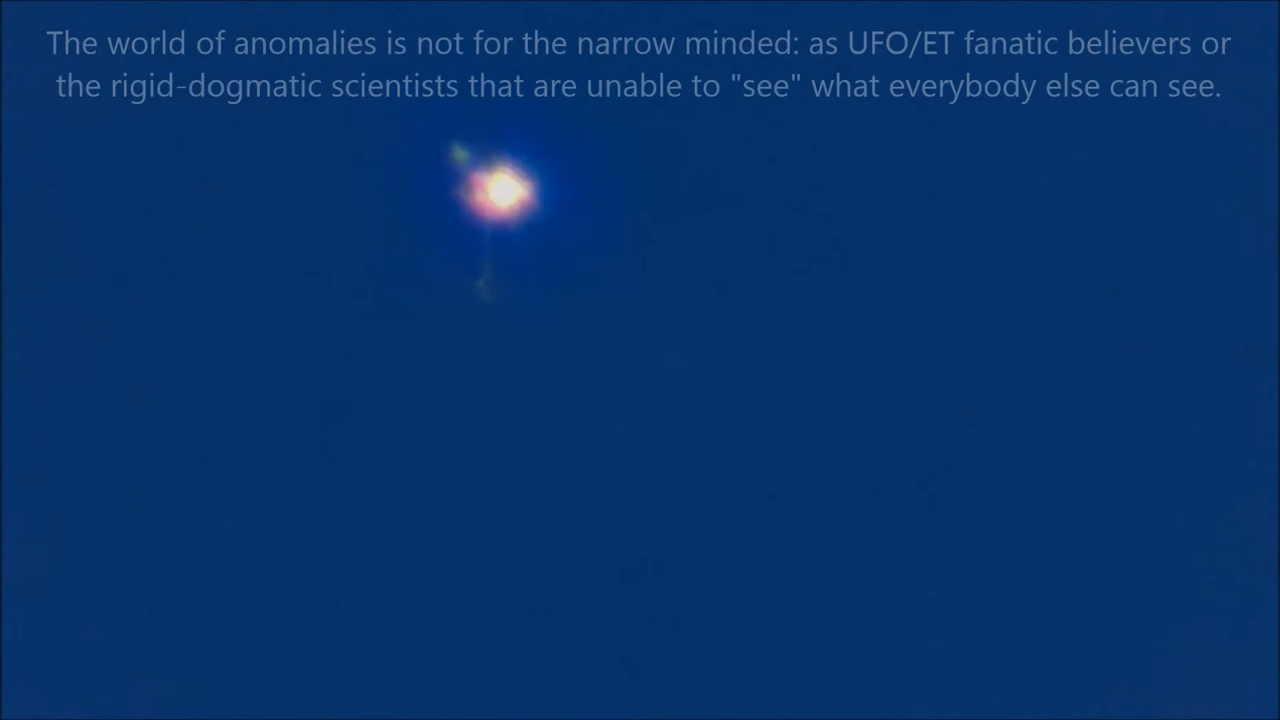 The world of anomalies is not for the narrow minded: as UFO/ET fanatic believers or
the rigid-dogmatic scientists that are unable to "see" what everybody else can see.